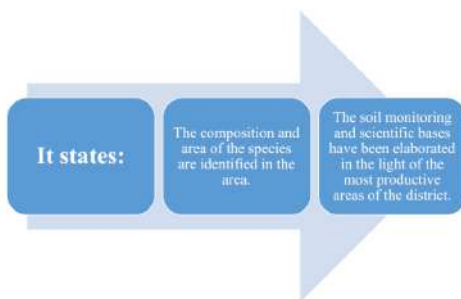 It states:
The composition and
area of the species
are identified in the
area.
The soil monitoring
and scientific bases
have been elaborated
in the light of the
most productive
areas of the district.